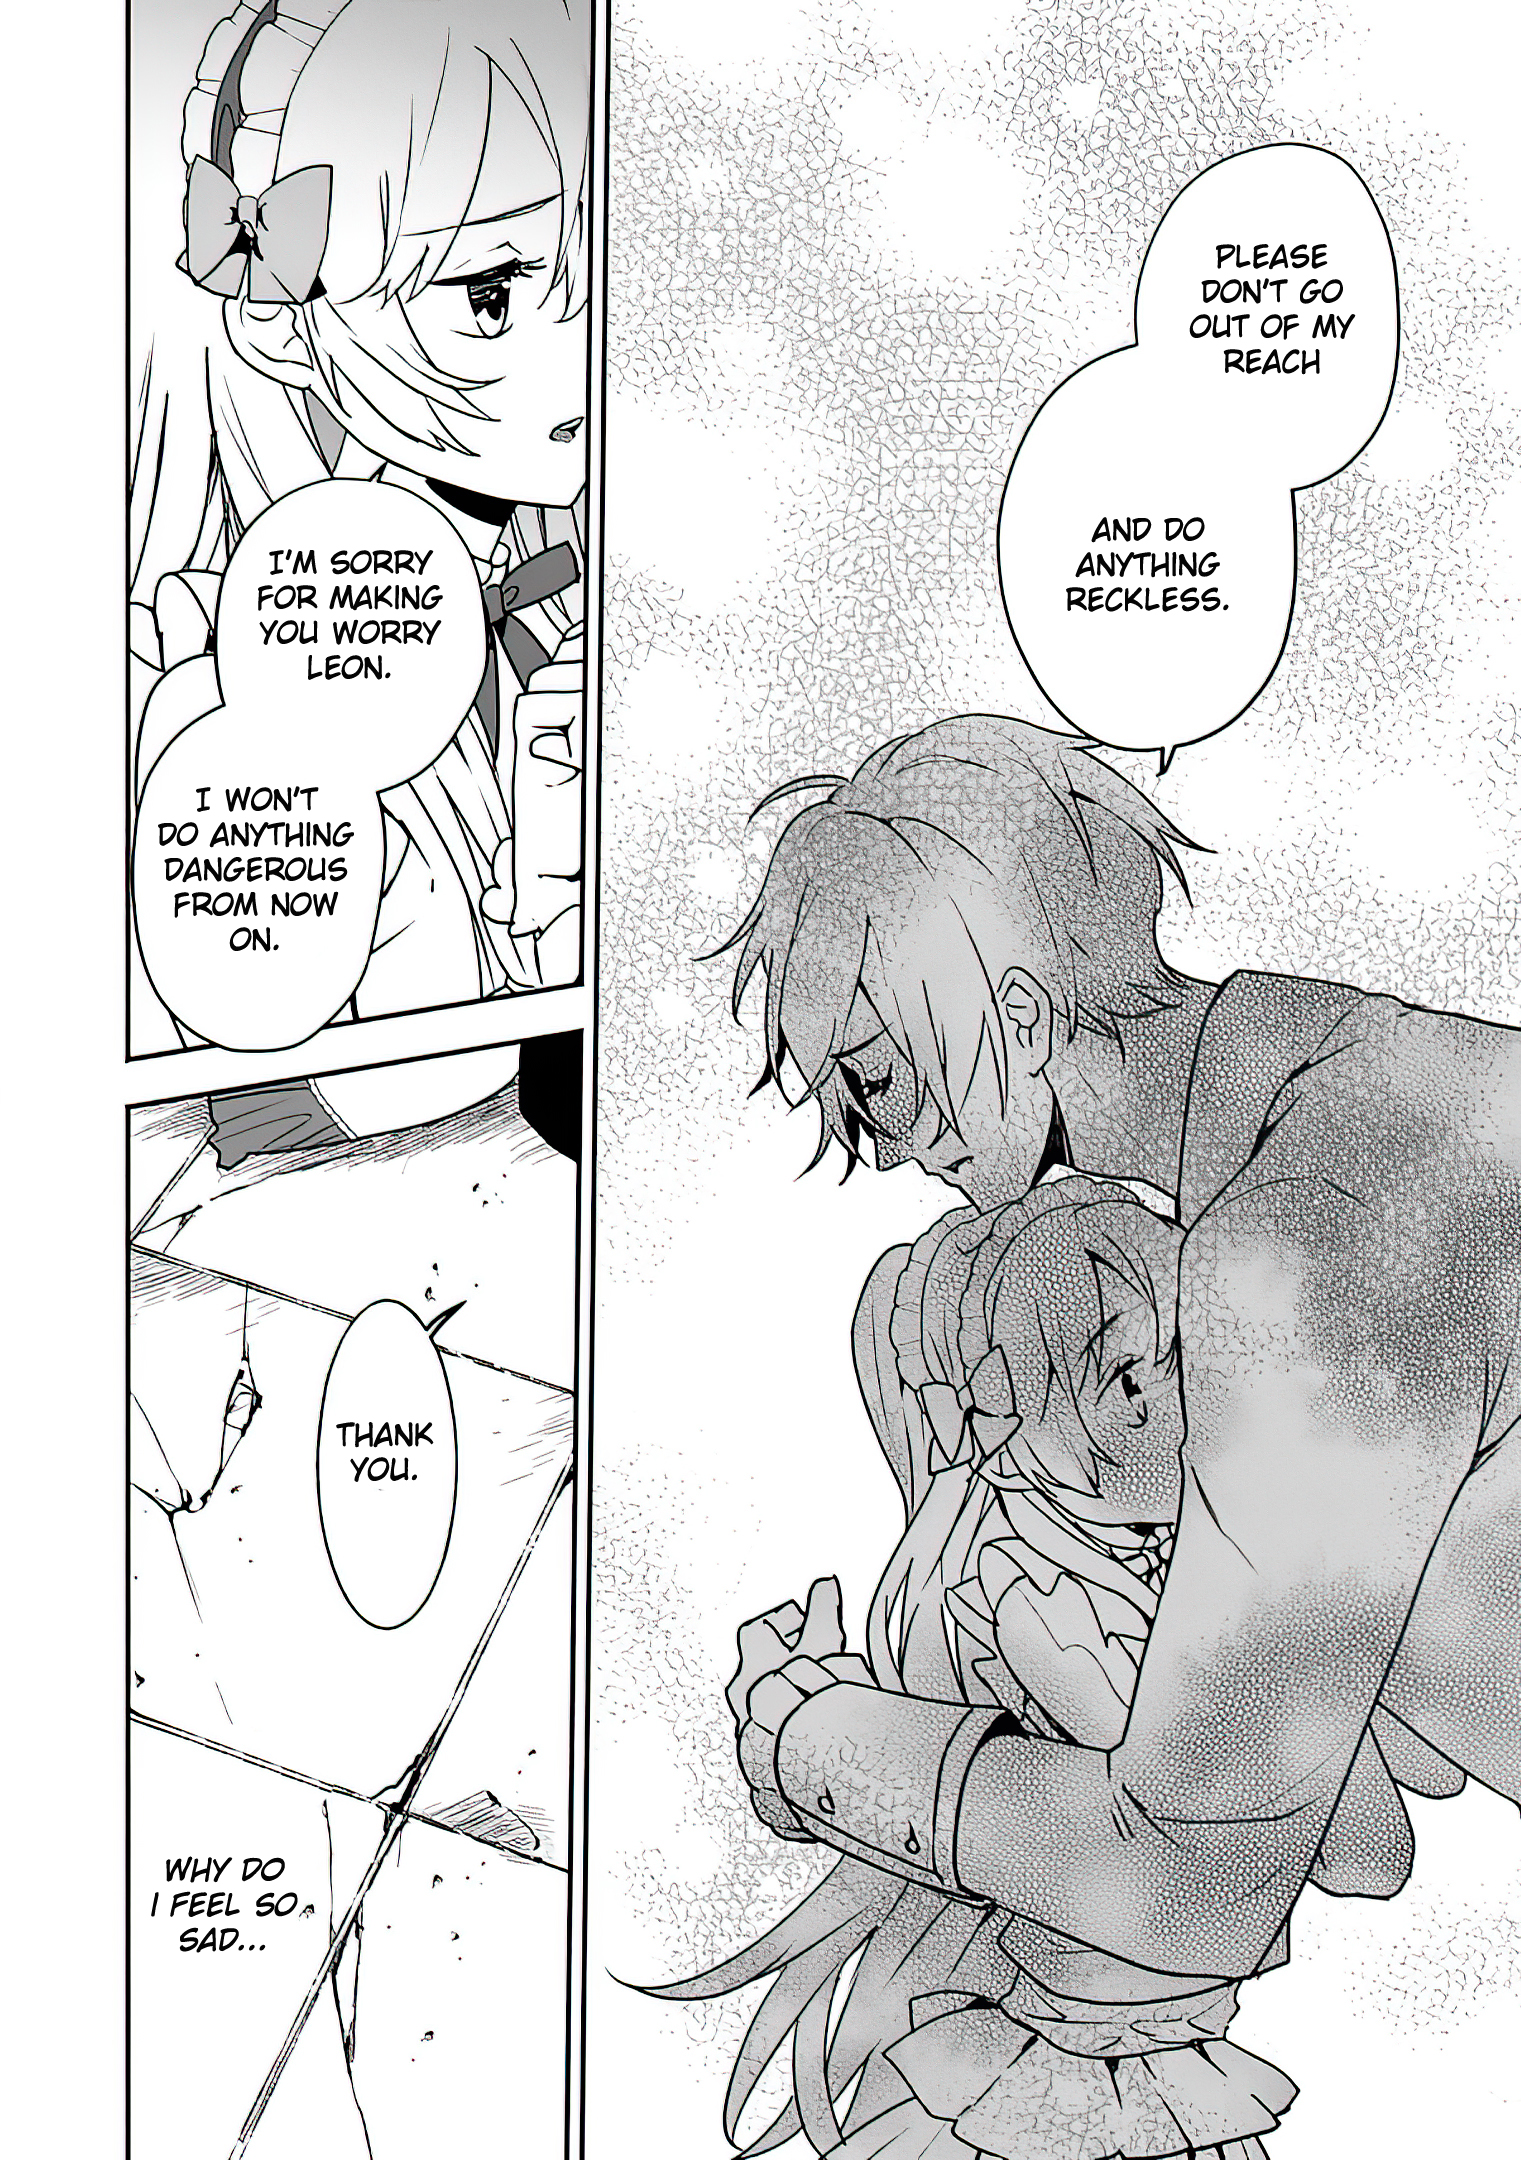 PLEASE
DON'T GO
OUT OF MY
REACH
AND DO
ANYTHING
RECKLESS.
I'M SORRY
FOR MAKING
YOU WORRY
LEON.
I WON'T
DO ANYTHING
DANGEROUS
FROM NOW
ON.
THANK
YOU.
WHY DO
I FEEL SO
SAD...